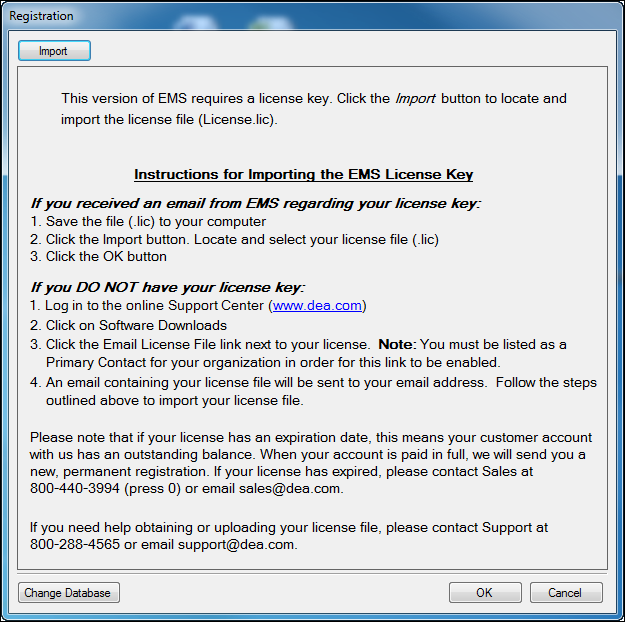 Registration
Import
This version of EMS requires a license key. Click the Import button to locate and
import the license file (License.lic).
Instructions for Importing the EMS License Key
If you received an email from EMS regarding your license key:
1. Save the file (.lic) to your computer
2. Click the Import button. Locate and select your license file (.lic)
3. Click the OK button
If you DO NOT have your license key:
1. Log in to the online Support Center (www.dea.com)
2. Click on Software Downloads
3. Click the Email License File link next to your license. Note: You must be listed as a
Primary Contact for your organization in order for this link to be enabled.
4. An email containing your license file will be sent to your email address. Follow the steps
outlined above to import your license file.
Please note that if your license has an expiration date, this means your customer account
with us has an outstanding balance. When your account is paid in full, we will send you a
new, permanent registration. If your license has expired, please contact Sales at
800-440-3994 (press 0) or email sales@dea.com.
If you need help obtaining or uploading your license file, please contact Support at
800-288-4565 or email support@dea.com.
Change Database
OK
Cancel